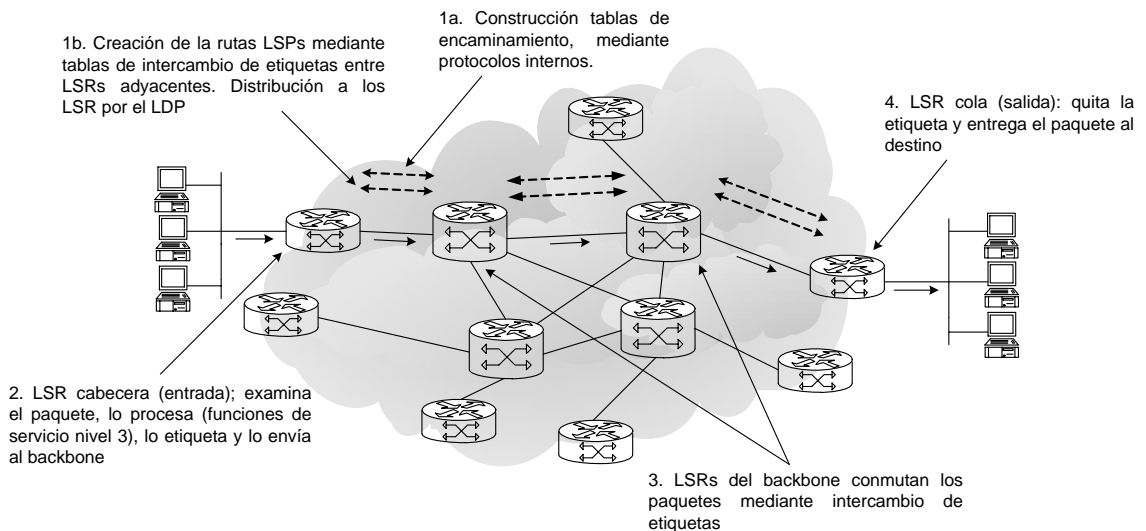 1b. Creación de la rutas LSPs mediante
tablas de intercambio de etiquetas entre
LSRs adyacentes. Distribución a los
LSR por el LDP
1a. Construcción tablas de
encaminamiento, mediante
protocolos internos.
4. LSR cola (salida): quita la
etiqueta y entrega el paquete al
destino
2. LSR cabecera (entrada); examina
el paquete, lo procesa (funciones de
servicio nivel 3), lo etiqueta y lo envía
al backbone
3. LSRs del backbone conmutan los
paquetes mediante intercambio de
etiquetas